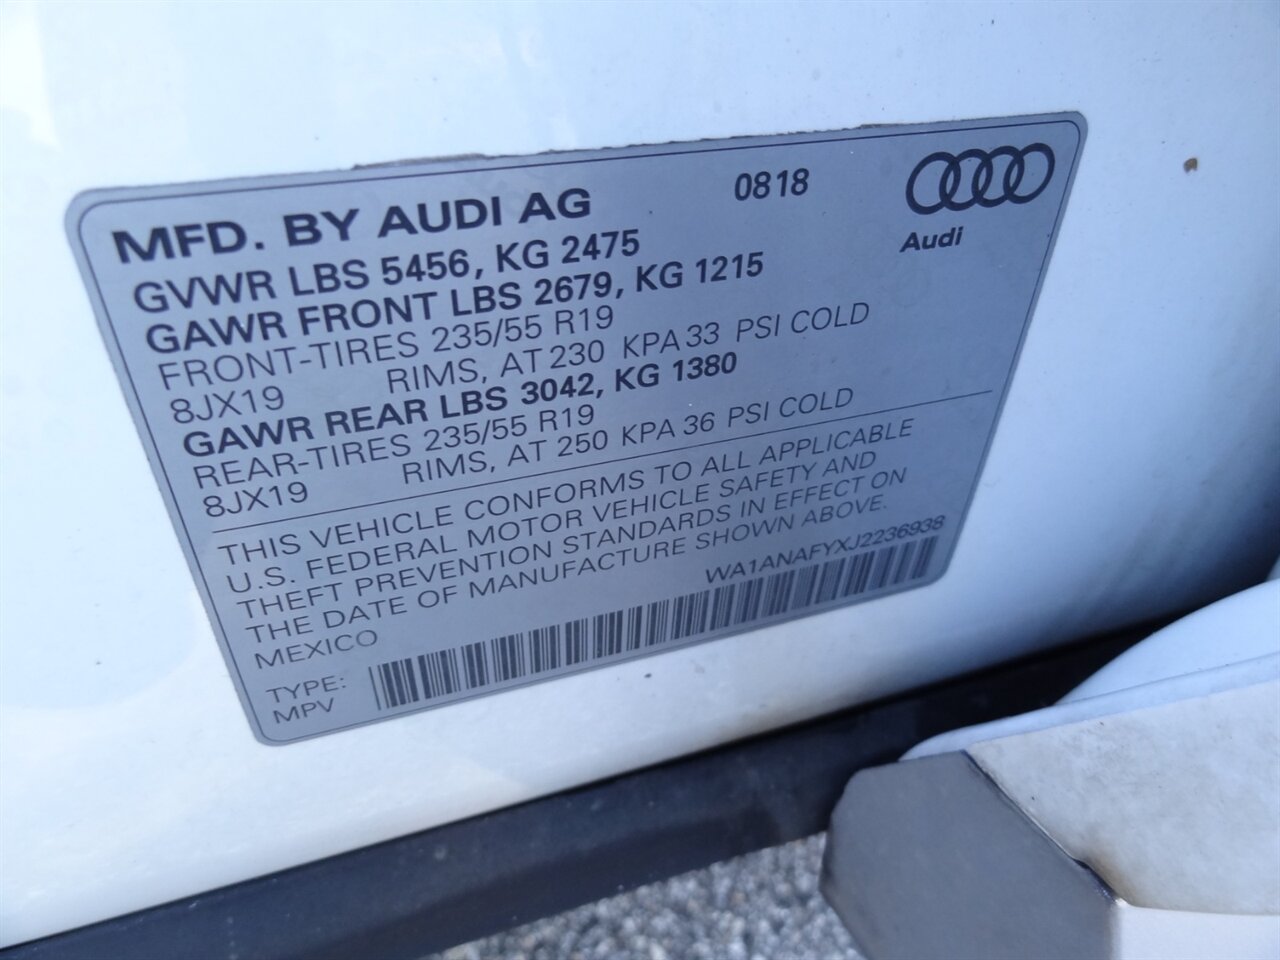 MFD. BY AUDI AG 0818
Audi
GVWR LBS 5456, KG 2475
GAWR FRONT LBS 2679, KG 1215
FRONT-TIRES 235/55 R19
8JX19 RIMS, AT 230 KPA 33 PSI COLD
GAWR REAR LBS 3042, KG 1380
REAR-TIRES 235/55 R19
8JX19 RIMS, AT 250 KPA 36 PSI COLD
THIS VEHICLE CONFORMS TO ALL APPLICABLE
U.S. FEDERAL MOTOR VEHICLE SAFETY AND
THEFT PREVENTION STANDARDS IN EFFECT ON
THE DATE OF MANUFACTURE SHOWN ABOVE.
MEXICO WA1ANAFYXJ2236938
TYPE:
MPV